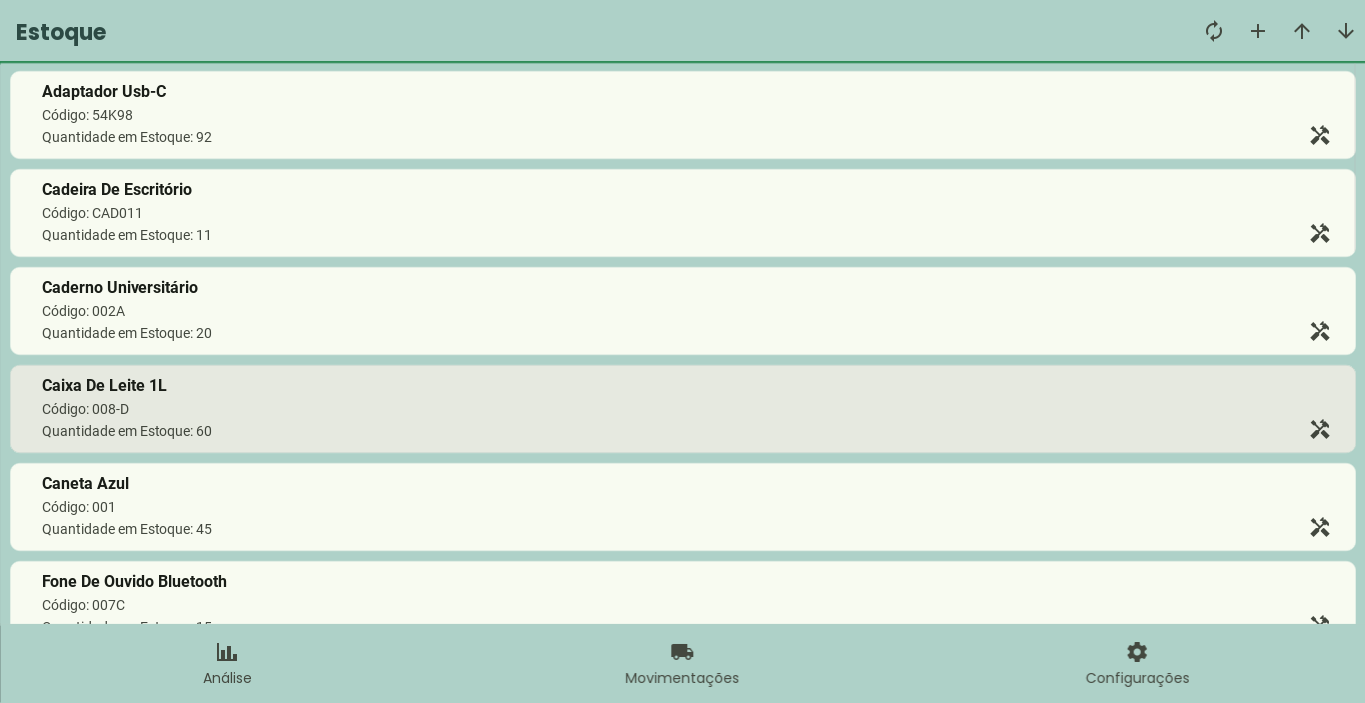 Estoque
Adaptador Usb-C
Código: 54K98
Quantidade em Estoque: 92
Cadeira De Escritório
Código: CAD011
Quantidade em Estoque: 11
Caderno Universitário
Código: 002A
Quantidade em Estoque: 20
Caixa De Leite 1L
Código: 008-D
Quantidade em Estoque: 60
Caneta Azul
Código: 001
Quantidade em Estoque: 45
Fone De Ouvido Bluetooth
Código: 007C
Análise
Movimentações
Configurações